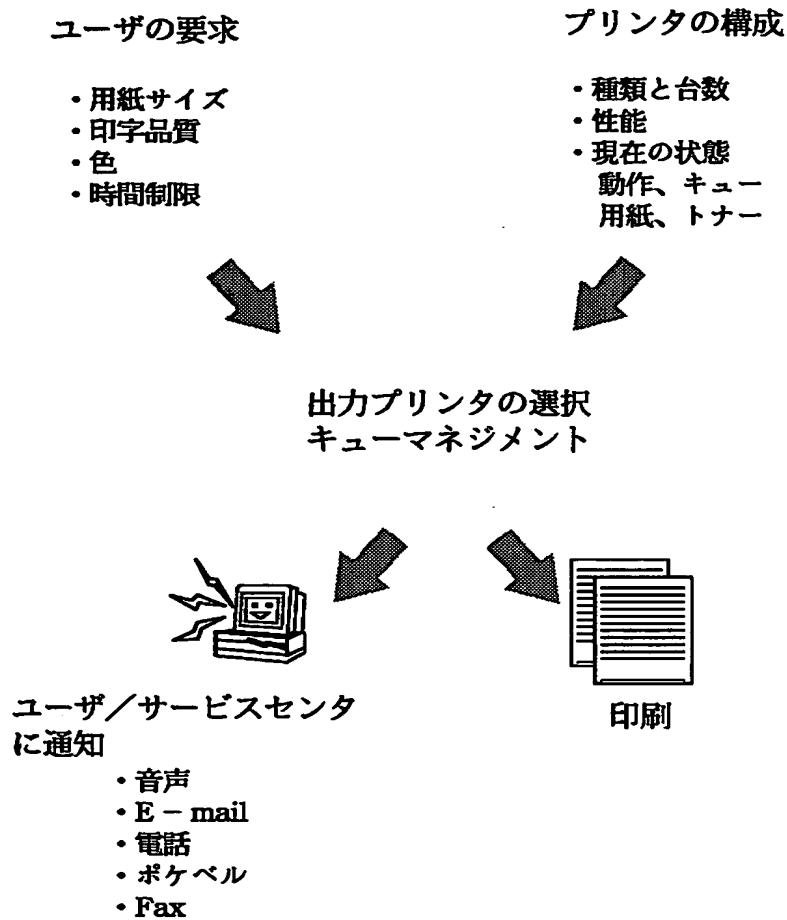 ユーザの要求
・用紙サイズ
・印字品質
・色
・時間制限
プリンタの構成
・種類と台数
・性能
・現在の状態
動作、キュー
用紙、トナー
出力プリンタの選択
キューマネジメント
ユーザ／サービスセンタ
に通知
・音声
・E－mail
・電話
・ポケベル
・Fax
印刷